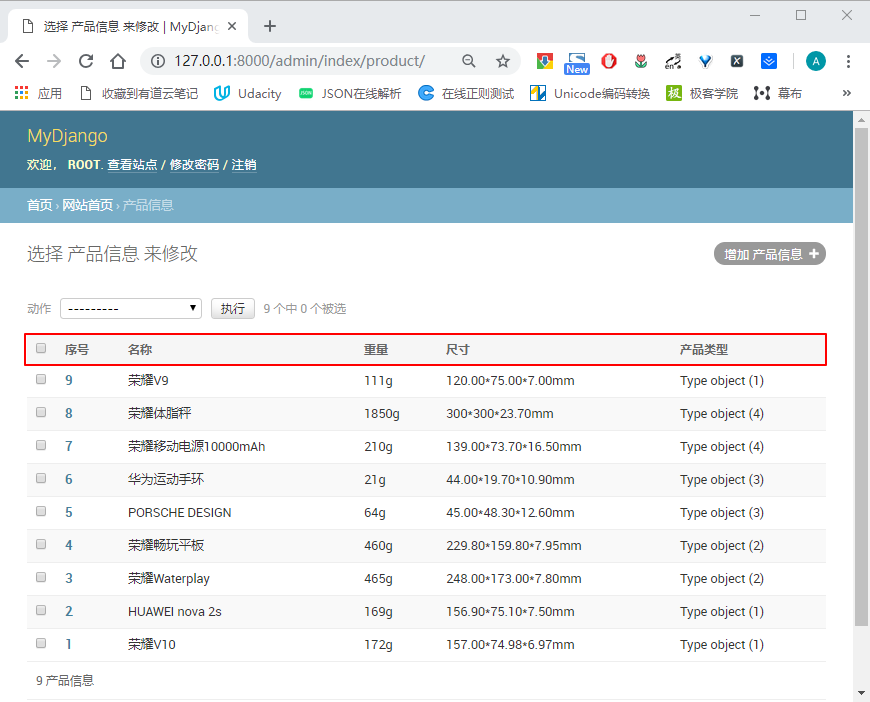 选择 产品信息 来修改 | MyDjang
127.0.0.1:8000/admin/index/product/
New
en
A
应用 收藏到有道云笔记 Udacity JSON在线解析 在线正则测试 Unicode编码转换 极 极客学院 幕布 »
MyDjango
欢迎， ROOT. 查看站点 / 修改密码 / 注销
首页 › 网站首页 › 产品信息
选择 产品信息 来修改
增加 产品信息 +
动作 --------- 执行 9 个中 0 个被选
序号 名称 重量 尺寸 产品类型
9 荣耀V9 111g 120.00*75.00*7.00mm Type object (1)
8 荣耀体脂秤 1850g 300*300*23.70mm Type object (4)
7 荣耀移动电源10000mAh 210g 139.00*73.70*16.50mm Type object (4)
6 华为运动手环 21g 44.00*19.70*10.90mm Type object (3)
5 PORSCHE DESIGN 64g 45.00*48.30*12.60mm Type object (3)
4 荣耀畅玩平板 460g 229.80*159.80*7.95mm Type object (2)
3 荣耀Waterplay 465g 248.00*173.00*7.80mm Type object (2)
2 HUAWEI nova 2s 169g 156.90*75.10*7.50mm Type object (1)
1 荣耀V10 172g 157.00*74.98*6.97mm Type object (1)
9 产品信息